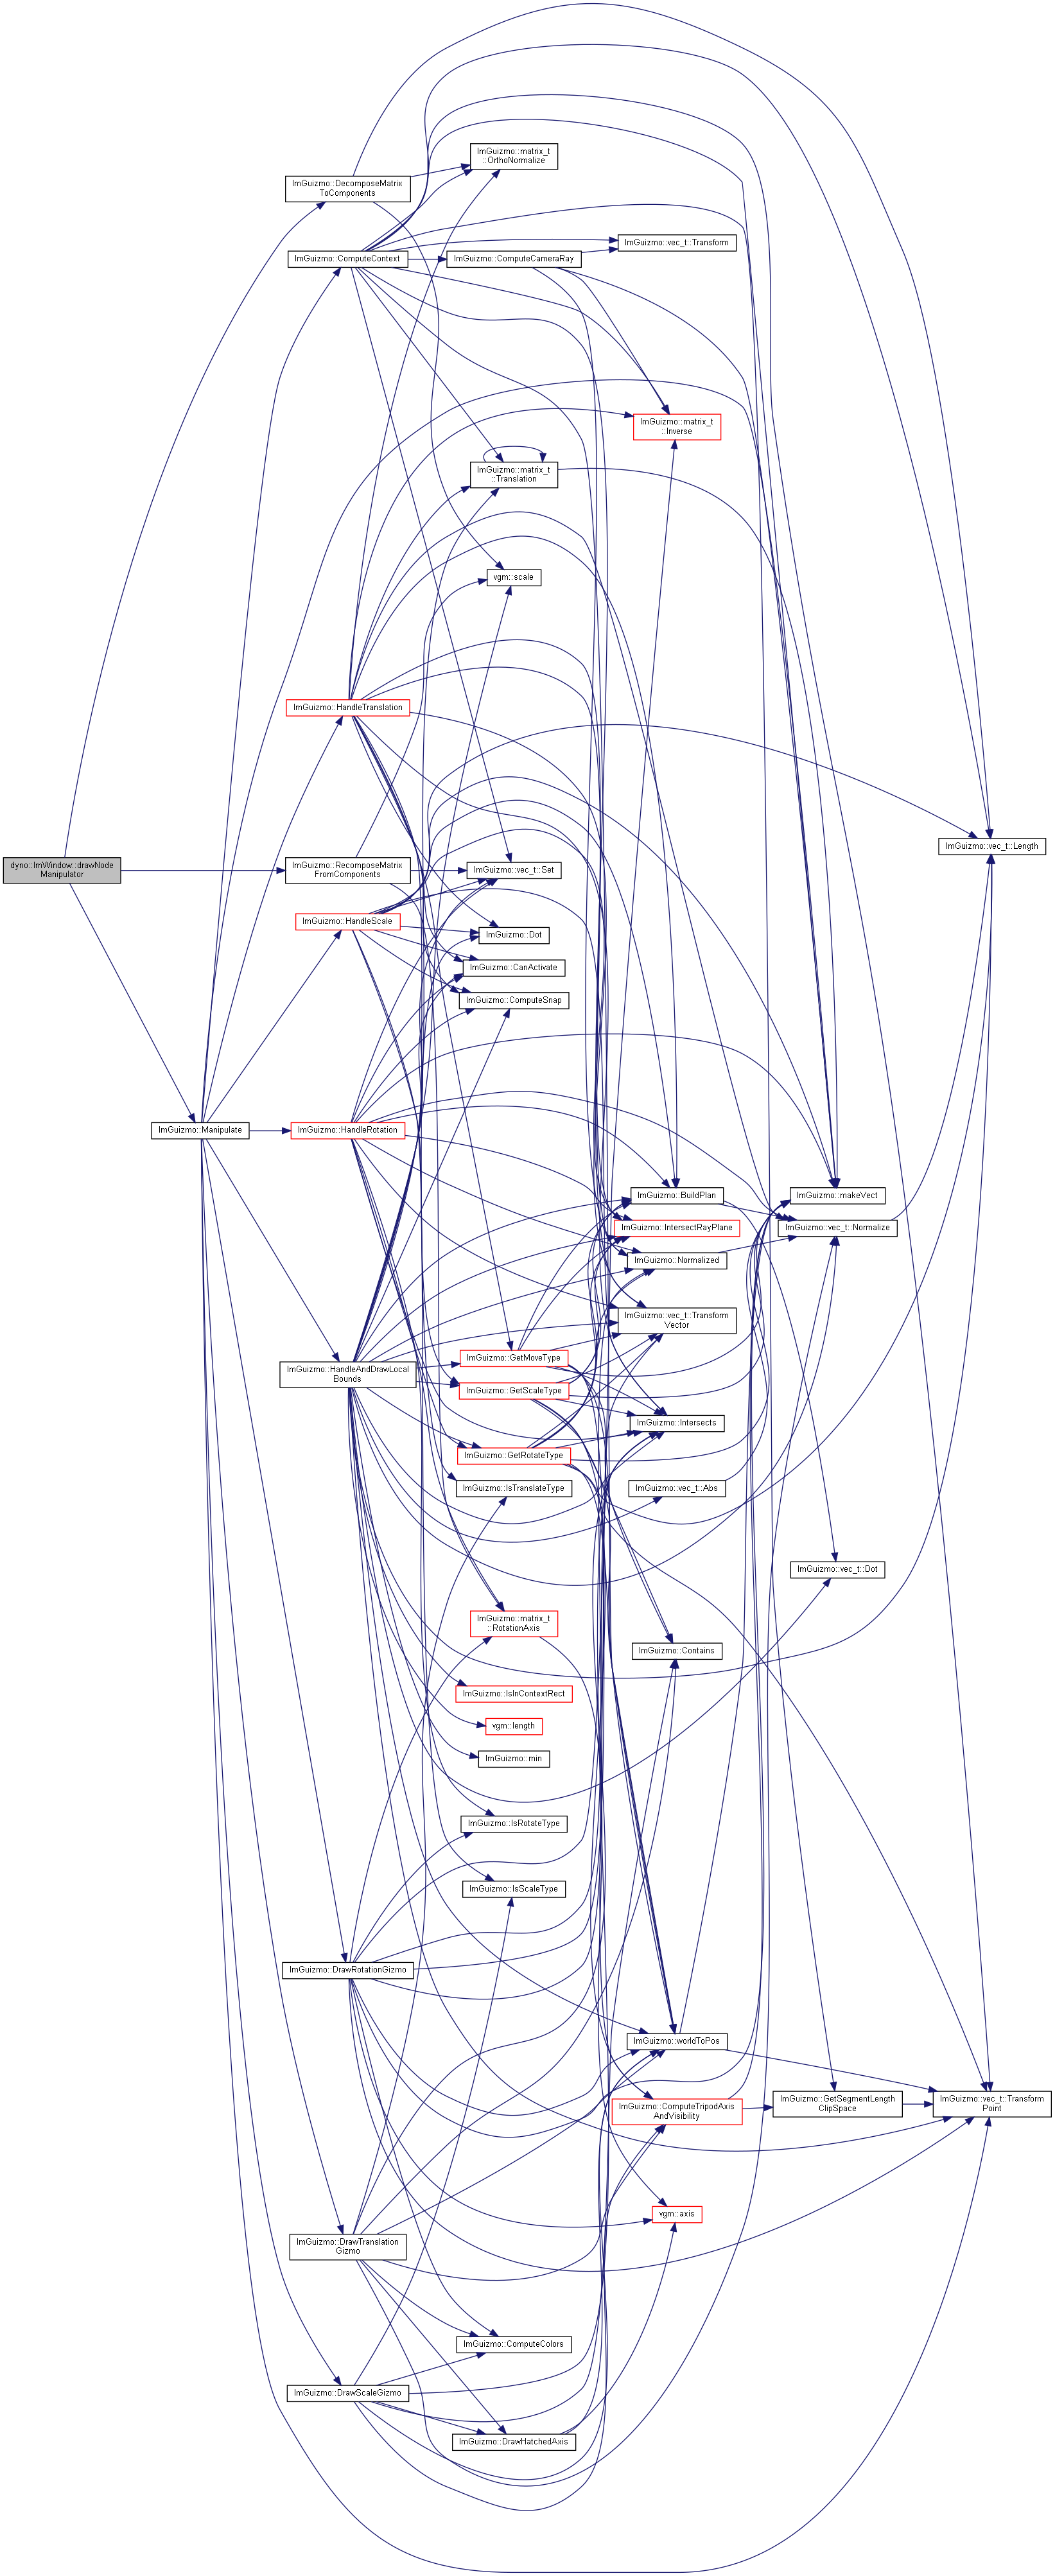 ImGuizmo::matrix_t
::OrthoNormalize
ImGuizmo::DecomposeMatrix
ToComponents
ImGuizmo::vec_t::Transform
ImGuizmo::ComputeContext
ImGuizmo::ComputeCameraRay
ImGuizmo::matrix_t
::Inverse
ImGuizmo::matrix_t
::Translation
vgm::scale
ImGuizmo::HandleTranslation
ImGuizmo::vec_t::Length
dyno::ImWindow::drawNode
Manipulator
ImGuizmo::RecomposeMatrix
FromComponents
ImGuizmo::vec_t::Set
ImGuizmo::HandleScale
ImGuizmo::Dot
ImGuizmo::CanActivate
ImGuizmo::ComputeSnap
ImGuizmo::Manipulate
ImGuizmo::HandleRotation
ImGuizmo::BuildPlan
ImGuizmo::makeVect
ImGuizmo::IntersectRayPlane
ImGuizmo::vec_t::Normalize
ImGuizmo::Normalized
ImGuizmo::vec_t::Transform
Vector
ImGuizmo::GetMoveType
ImGuizmo::HandleAndDrawLocal
Bounds
ImGuizmo::GetScaleType
ImGuizmo::Intersects
ImGuizmo::GetRotateType
ImGuizmo::IsTranslateType
ImGuizmo::vec_t::Abs
ImGuizmo::vec_t::Dot
ImGuizmo::matrix_t
::RotationAxis
ImGuizmo::Contains
ImGuizmo::IsInContextRect
vgm::length
ImGuizmo::min
ImGuizmo::IsRotateType
ImGuizmo::IsScaleType
ImGuizmo::DrawRotationGizmo
ImGuizmo::worldToPos
ImGuizmo::GetSegmentLength
ClipSpace
ImGuizmo::vec_t::Transform
Point
ImGuizmo::ComputeTripodAxis
AndVisibility
vgm::axis
ImGuizmo::DrawTranslation
Gizmo
ImGuizmo::ComputeColors
ImGuizmo::DrawScaleGizmo
ImGuizmo::DrawHatchedAxis